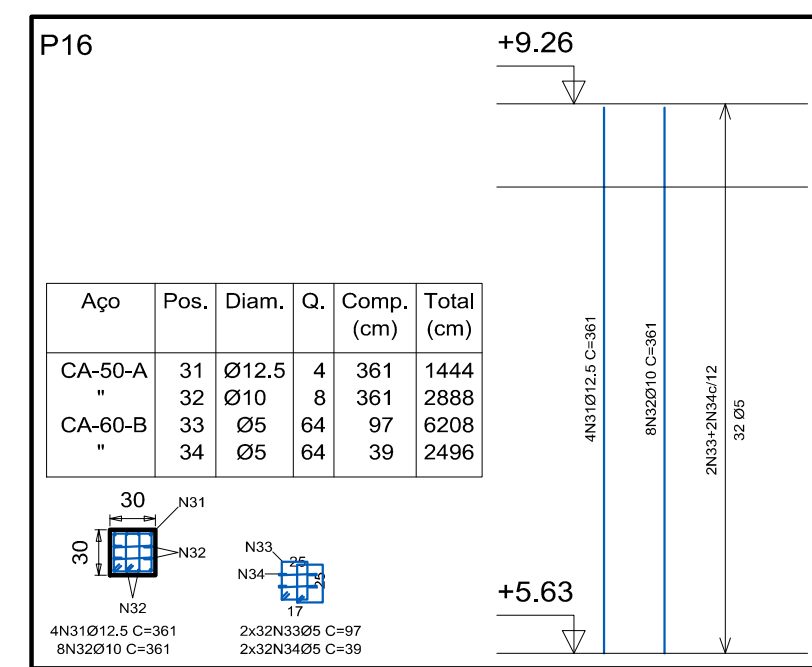 P16
+9.26
Aço Pos. Diam. Q. Comp. (cm) Total (cm)
CA-50-A 31 Ø12.5 4 361 1444
" 32 Ø10 8 361 2888
CA-60-B 33 Ø5 64 97 6208
" 34 Ø5 64 39 2496
4N31Ø12.5 C=361
8N32Ø10 C=361
2N33+2N34c/12
32 Ø5
30
N31
30
N32
N32
4N31Ø12.5 C=361
8N32Ø10 C=361
N33
25
N34
25
17
2x32N33Ø5 C=97
2x32N34Ø5 C=39
+5.63